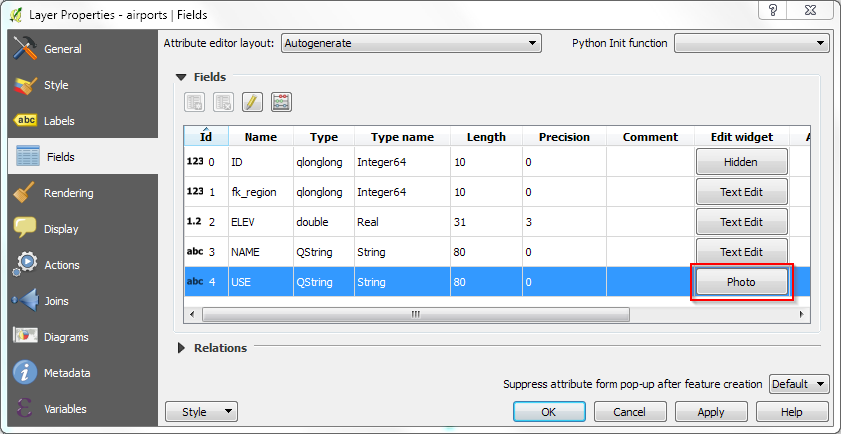 Layer Properties - airports | Fields
General
Style
Labels
Fields
Rendering
Display
Actions
Joins
Diagrams
Metadata
Variables
Attribute editor layout: Autogenerate Python Init function
Fields
Id Name Type Type name Length Precision Comment Edit widget A
123 0 ID qlonglong Integer64 10 0 Hidden
123 1 fk_region qlonglong Integer64 10 0 Text Edit
1.2 2 ELEV double Real 31 3 Text Edit
abc 3 NAME QString String 80 0 Text Edit
abc 4 USE QString String 80 0 Photo
Relations
Suppress attribute form pop-up after feature creation Default
Style OK Cancel Apply Help